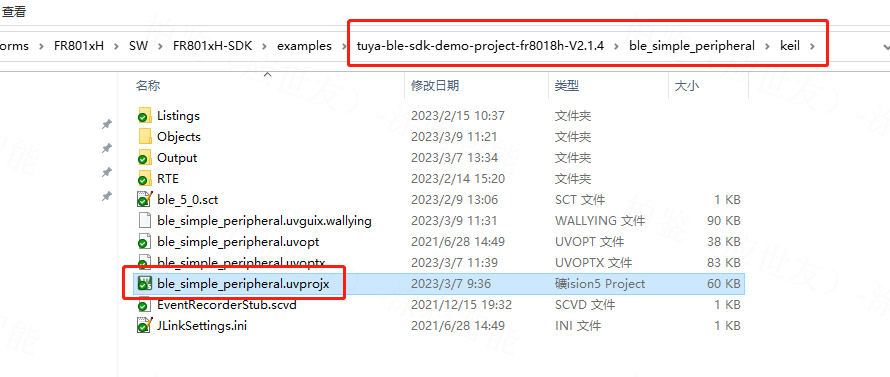 查看
orms › FR801xH › SW › FR801xH-SDK › examples › tuya-ble-sdk-demo-project-fr8018h-V2.1.4 › ble_simple_peripheral › keil ›
名称 修改日期 类型 大小
Listings 2023/2/15 10:37 文件夹
Objects 2023/3/9 11:21 文件夹
Output 2023/3/7 13:34 文件夹
RTE 2023/2/14 15:20 文件夹
ble_5_0.sct 2023/2/9 13:06 SCT 文件 1 KB
ble_simple_peripheral.uvguix.wallying 2023/3/9 11:31 WALLYING 文件 90 KB
ble_simple_peripheral.uvopt 2021/6/28 14:49 UVOPT 文件 38 KB
ble_simple_peripheral.uvoptx 2023/3/7 11:39 UVOPTX 文件 83 KB
ble_simple_peripheral.uvprojx 2023/3/7 9:36 礦ision5 Project 60 KB
EventRecorderStub.scvd 2021/12/15 19:32 SCVD 文件 1 KB
JLinkSettings.ini 2021/6/28 14:49 INI 文件 1 KB